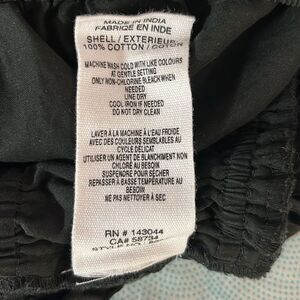 MADE IN INDIA
FABRIQUÉ EN INDE
SHELL / EXTERIEUR
100% COTTON / COTON
MACHINE WASH COLD WITH LIKE COLOURS
AT GENTLE SETTING
ONLY NON-CHLORINE BLEACH WHEN
NEEDED
LINE DRY
COOL IRON IF NEEDED
DO NOT DRY CLEAN
LAVER À LA MACHINE À L'EAU FROIDE
AVEC DES COULEURS SEMBLABLES AU
CYCLE DÉLICAT
UTILISER UN AGENT DE BLANCHIMENT NON
CHLORÉ AU BESOIN
SUSPENDRE POUR SÉCHER
REPASSER À BASSE TEMPÉRATURE AU
BESOIN
NE PAS NETTOYER À SEC
RN # 143044
CA# 58734
STYLE NO